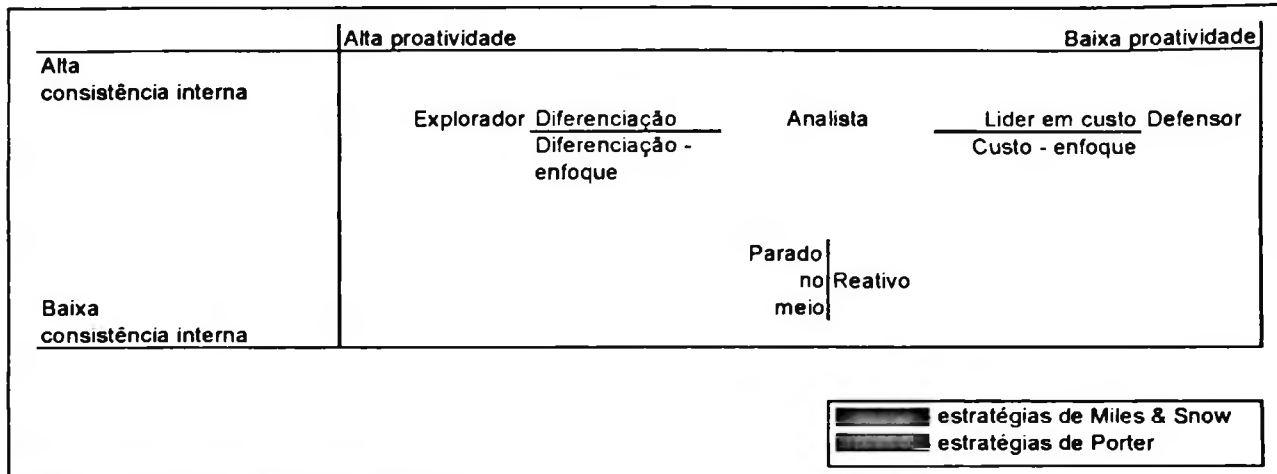 Alta proatividade Baixa proatividade
Alta
consistência interna
Explorador Diferenciação Analista Lider em custo Defensor
Diferenciação - Custo - enfoque
enfoque
Parado
no Reativo
meio
Baixa
consistência interna
estratégias de Miles & Snow
estratégias de Porter